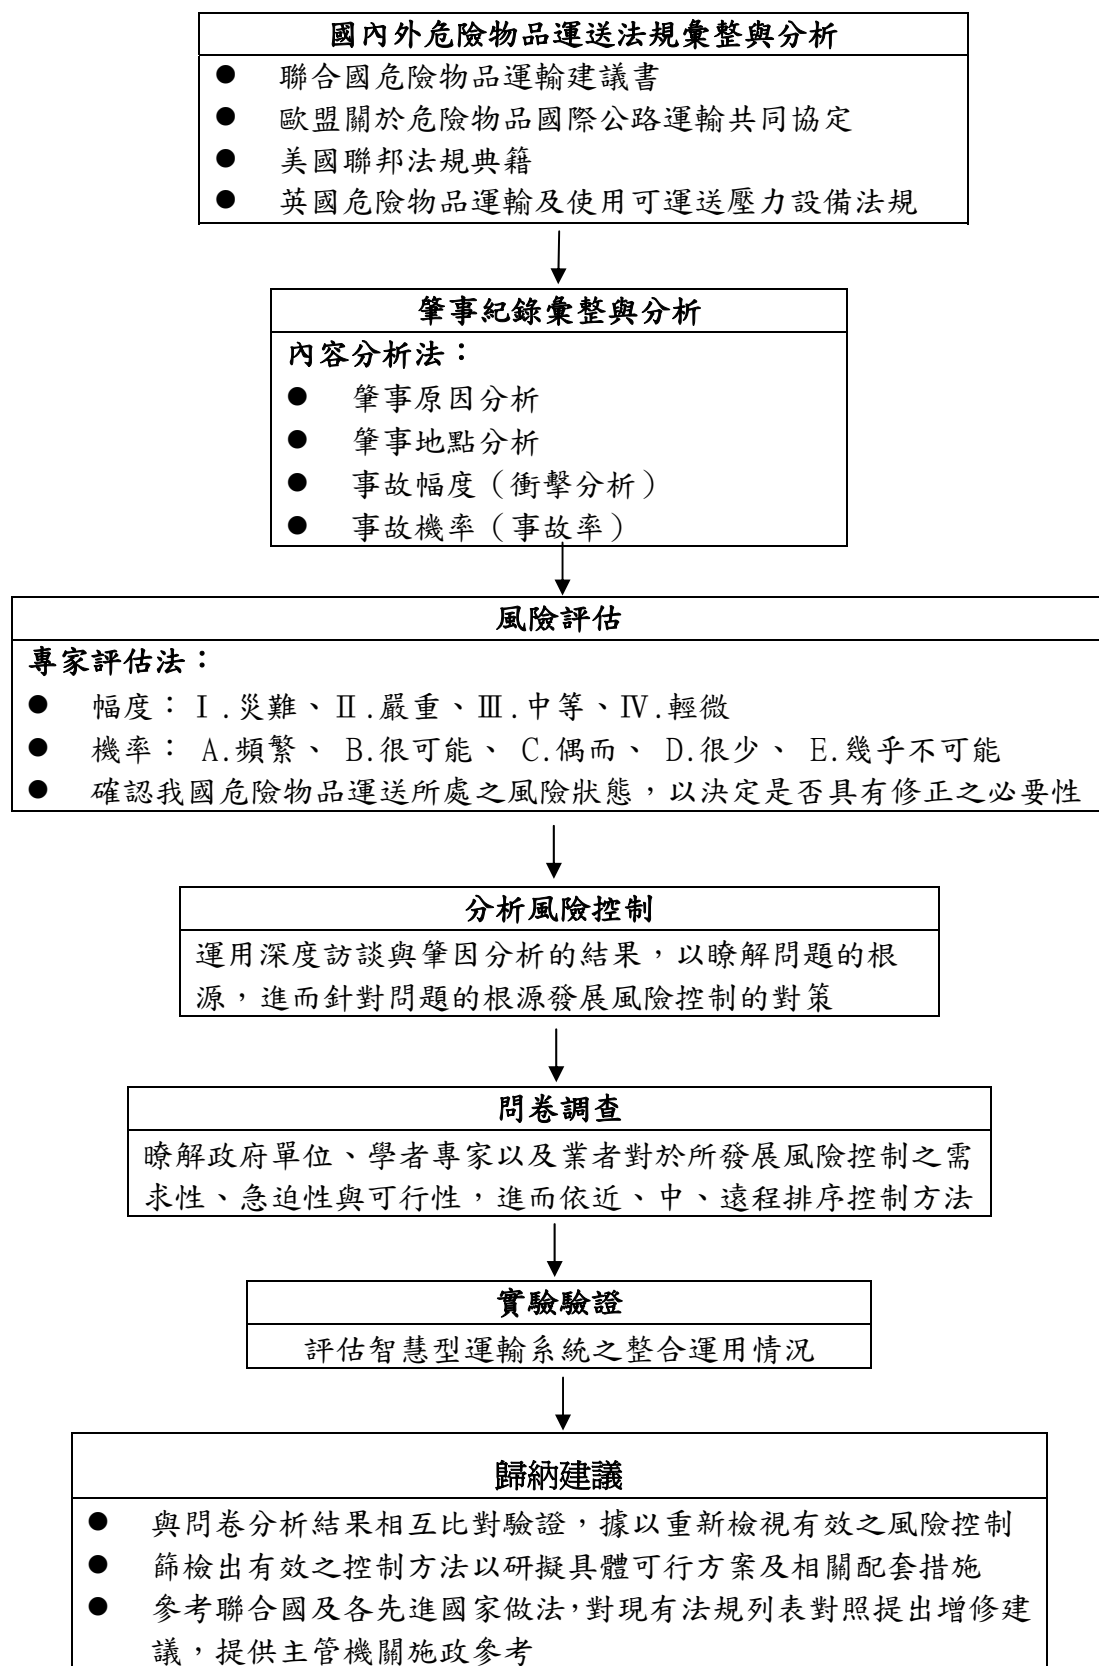 國內外危險物品運送法規彙整與分析
● 聯合國危險物品運輸建議書
● 歐盟關於危險物品國際公路運輸共同協定
● 美國聯邦法規典籍
● 英國危險物品運輸及使用可運送壓力設備法規
肇事紀錄彙整與分析
內容分析法：
● 肇事原因分析
● 肇事地點分析
● 事故幅度（衝擊分析）
● 事故機率（事故率）
風險評估
專家評估法：
● 幅度：Ⅰ.災難、Ⅱ.嚴重、Ⅲ.中等、Ⅳ.輕微
● 機率： A.頻繁、 B.很可能、 C.偶而、 D.很少、 E.幾乎不可能
● 確認我國危險物品運送所處之風險狀態，以決定是否具有修正之必要性
分析風險控制
運用深度訪談與肇因分析的結果，以瞭解問題的根
源，進而針對問題的根源發展風險控制的對策
問卷調查
瞭解政府單位、學者專家以及業者對於所發展風險控制之需
求性、急迫性與可行性，進而依近、中、遠程排序控制方法
實驗驗證
評估智慧型運輸系統之整合運用情況
歸納建議
● 與問卷分析結果相互比對驗證，據以重新檢視有效之風險控制
● 篩檢出有效之控制方法以研擬具體可行方案及相關配套措施
● 參考聯合國及各先進國家做法，對現有法規列表對照提出增修建
議，提供主管機關施政參考